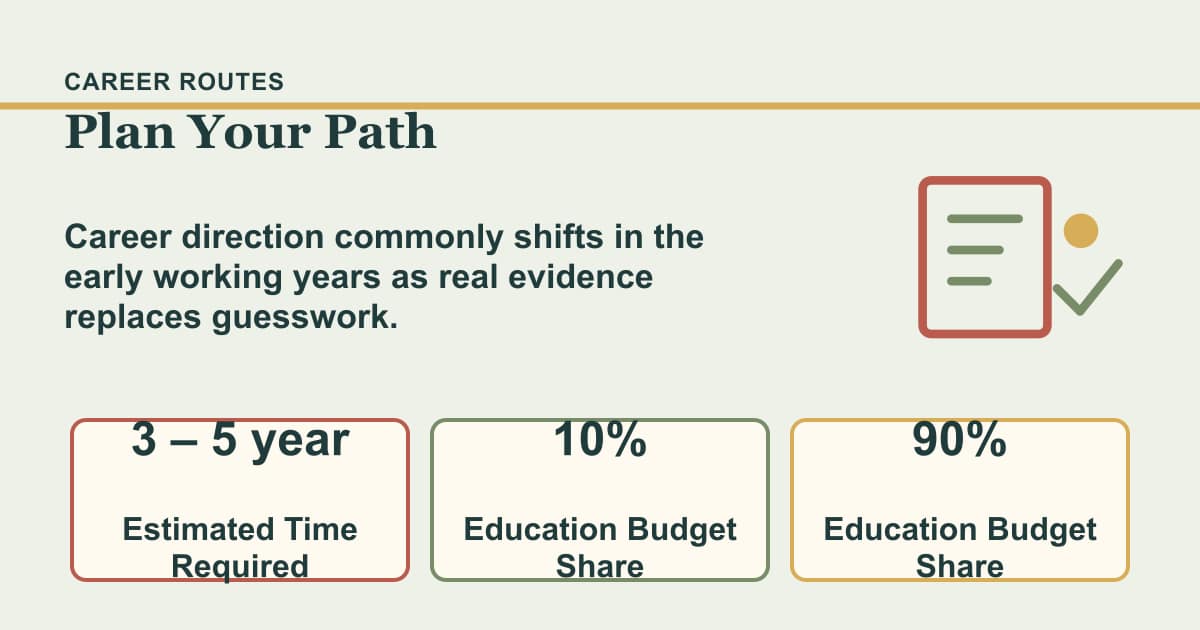 CAREER ROUTES
Plan Your Path
Career direction commonly shifts in the
early working years as real evidence
replaces guesswork.
3 – 5 year
Estimated Time
Required
10%
Education Budget
Share
90%
Education Budget
Share